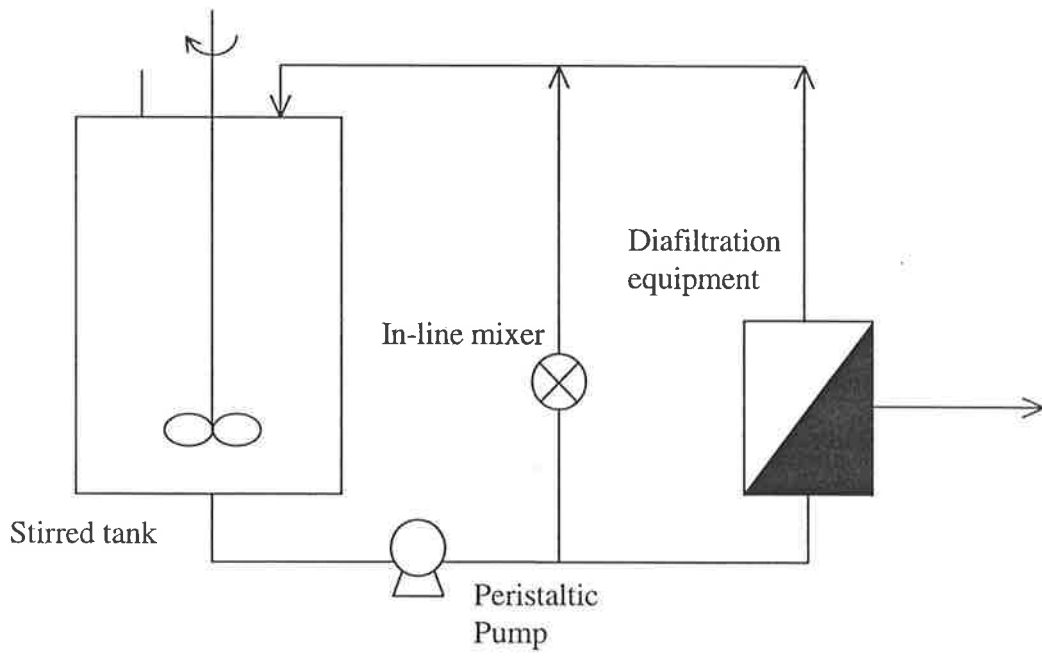 Diafiltration
equipment
In-line mixer
Stirred tank
Peristaltic
Pump